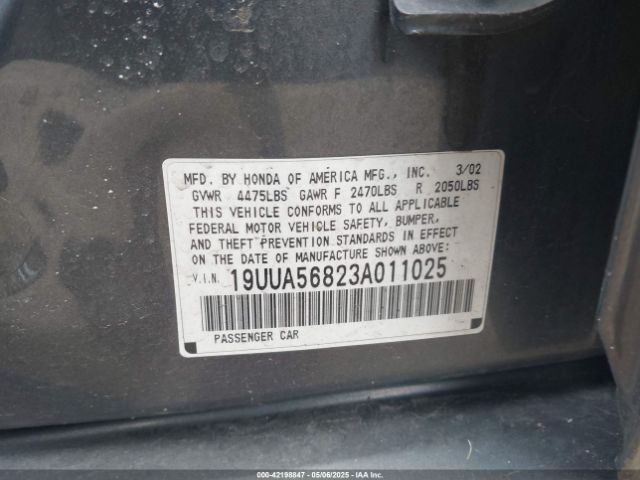 MFD. BY HONDA OF AMERICA MFG., INC. 3/02
GVWR 4475LBS GAWR F 2470LBS R 2050LBS
THIS VEHICLE CONFORMS TO ALL APPLICABLE
FEDERAL MOTOR VEHICLE SAFETY, BUMPER,
AND THEFT PREVENTION STANDARDS IN EFFECT
ON THE DATE OF MANUFACTURE SHOWN ABOVE:
V.I.N. 19UUA56823A011025
PASSENGER CAR
000-42198847 - 05/06/2025 - IAAI.COM